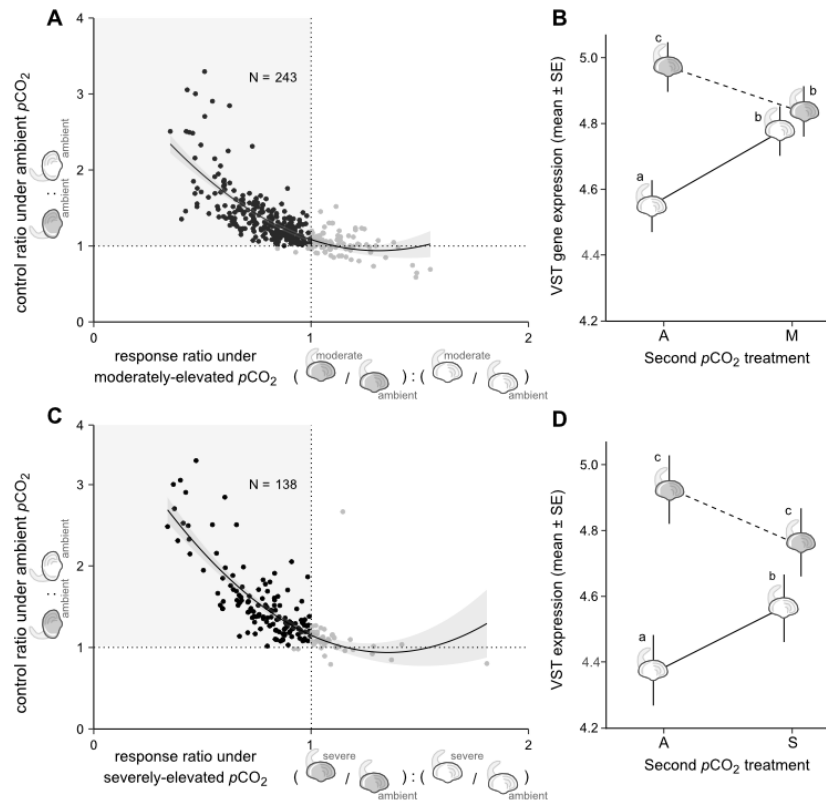 A
control ratio under ambient pCO2
ambient : ambient
4
3
2
1
0
N = 243
0
1
2
response ratio under
moderately-elevated pCO2
( moderate / ambient ) : ( moderate / ambient )
B
VST gene expression (mean ± SE)
5.0
4.8
4.6
4.4
4.2
c
b
b
a
A
M
Second pCO2 treatment
C
control ratio under ambient pCO2
ambient : ambient
4
3
2
1
0
N = 138
0
1
2
response ratio under
severely-elevated pCO2
( severe / ambient ) : ( severe / ambient )
D
VST expression (mean ± SE)
5.0
4.8
4.6
4.4
4.2
c
c
b
a
A
S
Second pCO2 treatment